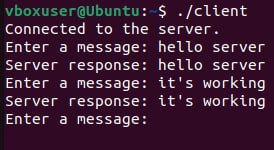 vboxuser@Ubuntu:~$ ./client
Connected to the server.
Enter a message: hello server
Server response: hello server
Enter a message: it's working
Server response: it's working
Enter a message: